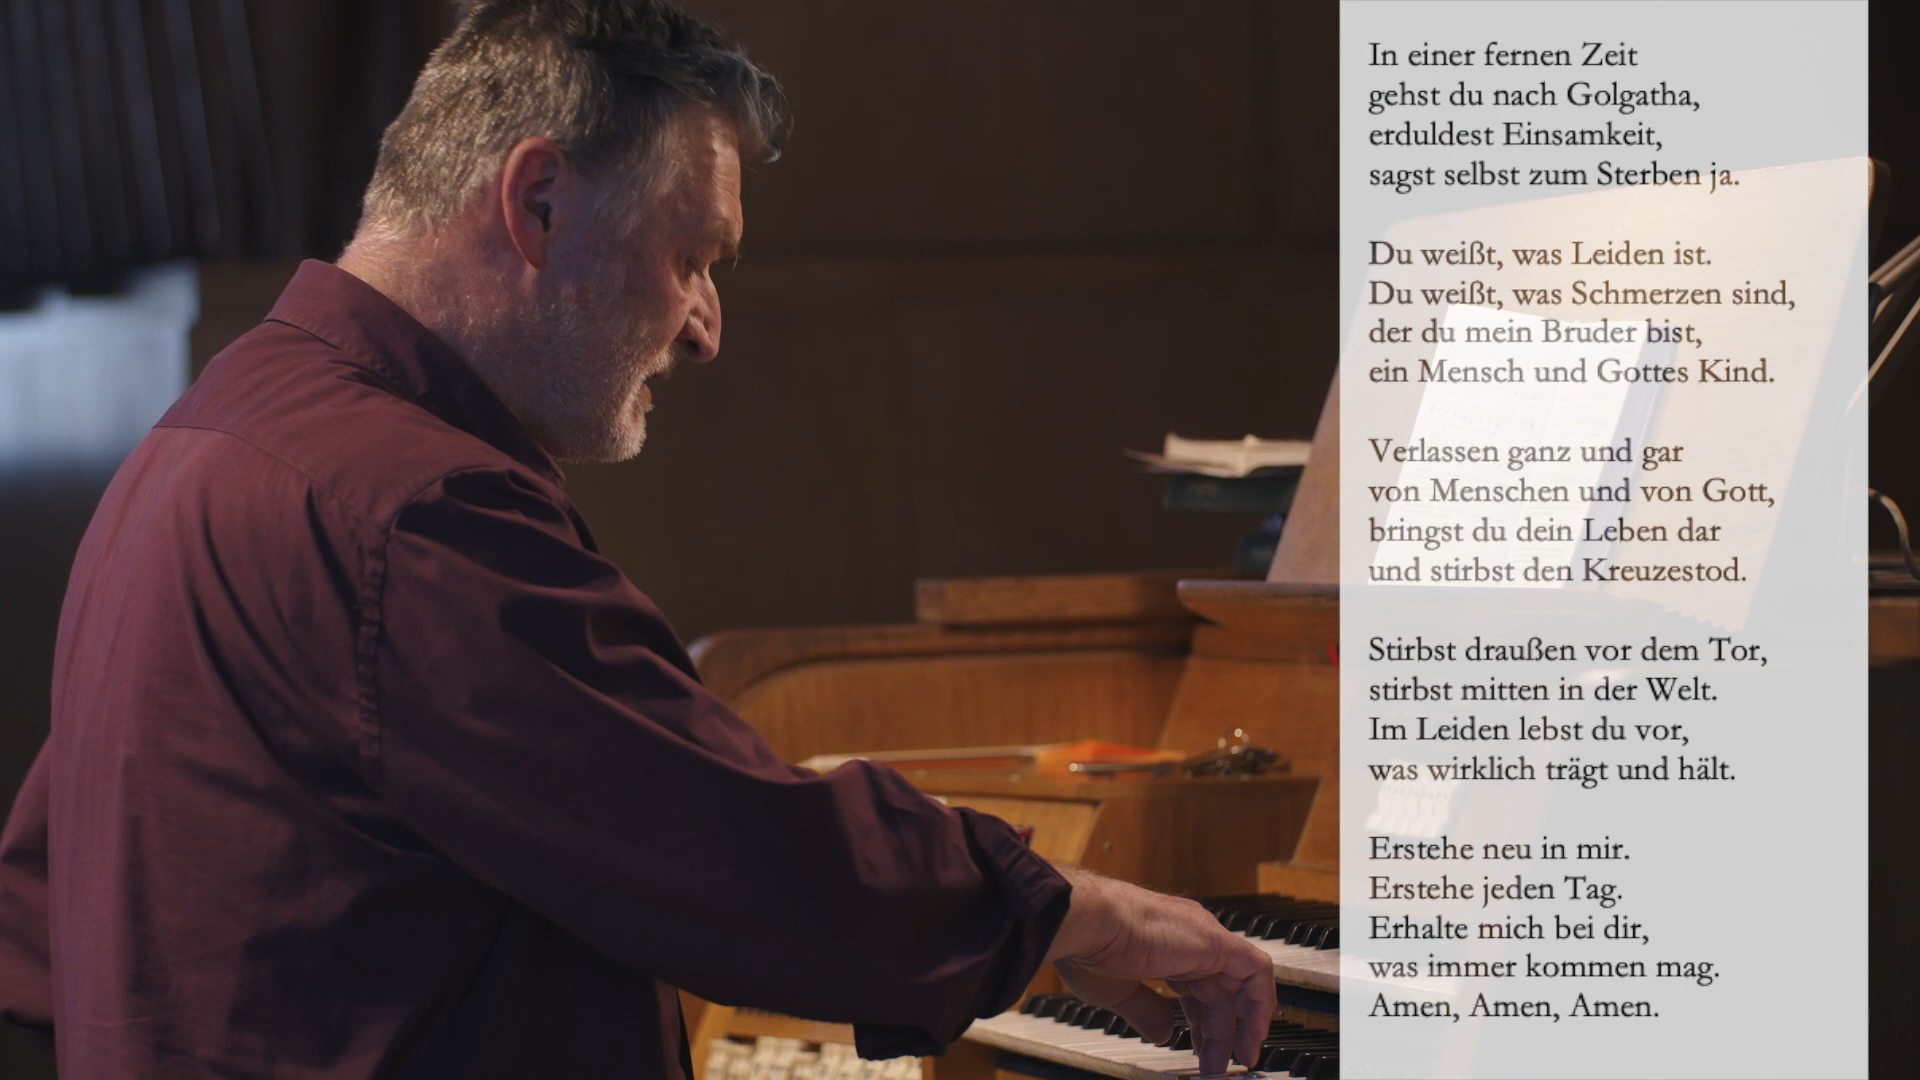 In einer fernen Zeit
gehst du nach Golgatha,
erduldest Einsamkeit,
sagst selbst zum Sterben ja.
Du weißt, was Leiden ist.
Du weißt, was Schmerzen sind,
der du mein Bruder bist,
ein Mensch und Gottes Kind.
Verlassen ganz und gar
von Menschen und von Gott,
bringst du dein Leben dar
und stirbst den Kreuzestod.
Stirbst draußen vor dem Tor,
stirbst mitten in der Welt.
Im Leiden lebst du vor,
was wirklich trägt und hält.
Erstehe neu in mir.
Erstehe jeden Tag.
Erhalte mich bei dir,
was immer kommen mag.
Amen, Amen, Amen.